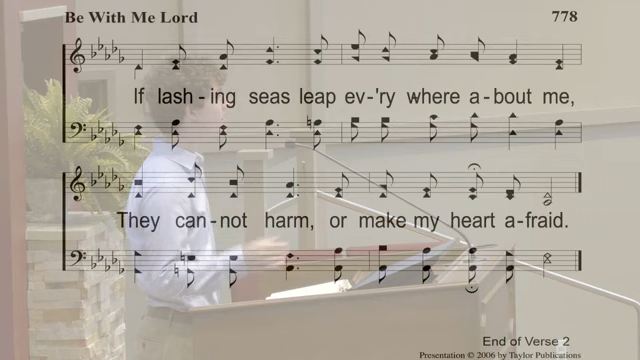 Be With Me Lord 778
If lash - ing seas leap ev-'ry where a - bout me,
They can - not harm, or make my heart a-fraid.
End of Verse 2
Presentation © 2006 by Taylor Publications